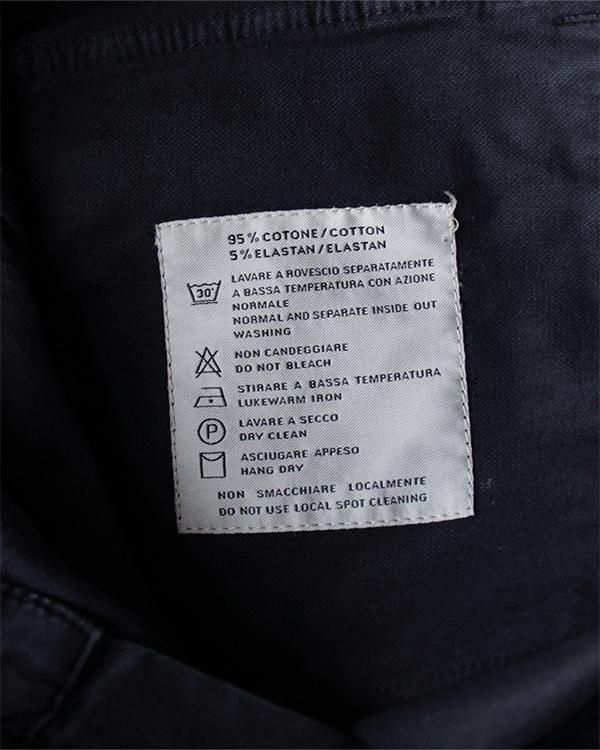 95% COTONE/COTTON
5% ELASTAN/ELASTAN
30°
LAVARE A ROVESCIO SEPARATAMENTE
A BASSA TEMPERATURA CON AZIONE
NORMALE
NORMAL AND SEPARATE INSIDE OUT
WASHING
NON CANDEGGIARE
DO NOT BLEACH
STIRARE A BASSA TEMPERATURA
LUKEWARM IRON
P
LAVARE A SECCO
DRY CLEAN
ASCIUGARE APPESO
HANG DRY
NON SMACCHIARE LOCALMENTE
DO NOT USE LOCAL SPOT CLEANING